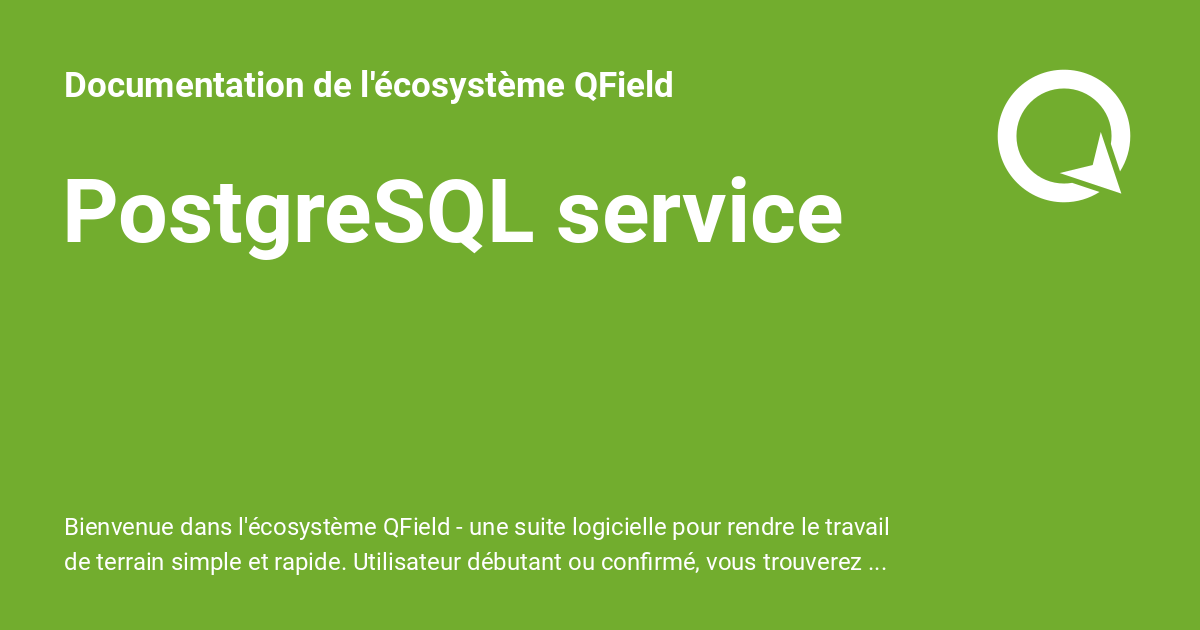 Documentation de l'écosystème QField
PostgreSQL service
Bienvenue dans l'écosystème QField - une suite logicielle pour rendre le travail
de terrain simple et rapide. Utilisateur débutant ou confirmé, vous trouverez ...